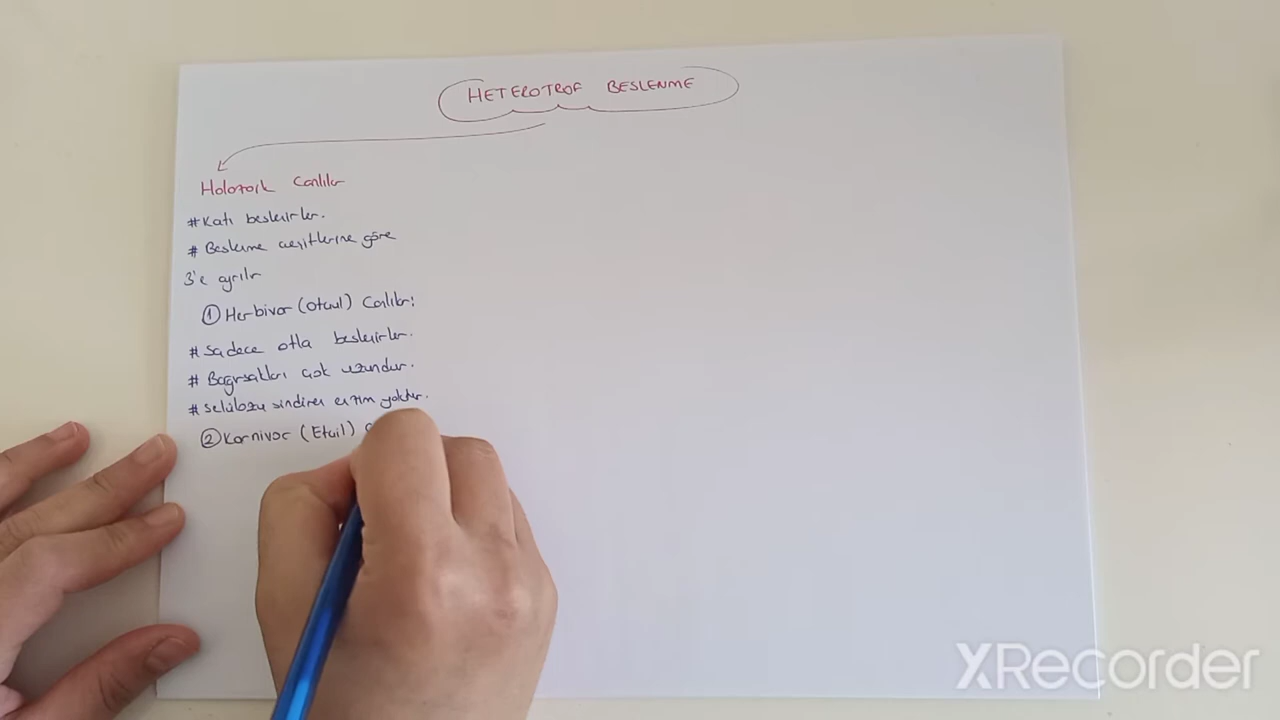 HETEROTROF BESLENME
Holozoik Canlılar
#Katı beslenirler.
# Beslenme çeşitlerine göre
3'e ayrılır
① Herbivor (otçul) Canlılar:
# Sadece otla beslenirler.
# Bağırsakları çok uzundur.
# Selülozu sindiren enzim yoktur.
② Karnivor (Etçil)
XRecorder